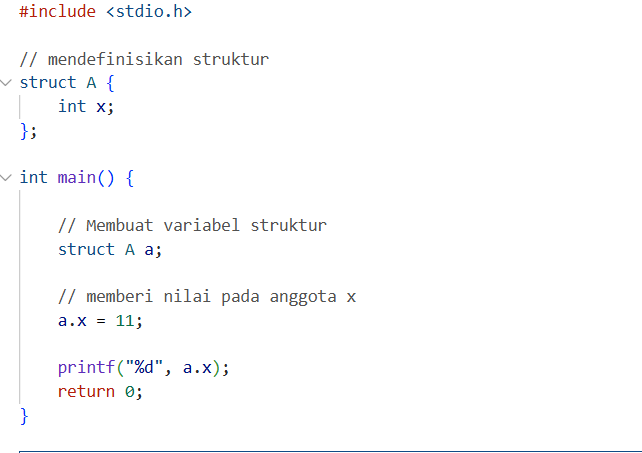 #include <stdio.h>
// mendefinisikan struktur
struct A {
int x;
};
int main() {
// Membuat variabel struktur
struct A a;
// memberi nilai pada anggota x
a.x = 11;
printf("%d", a.x);
return 0;
}